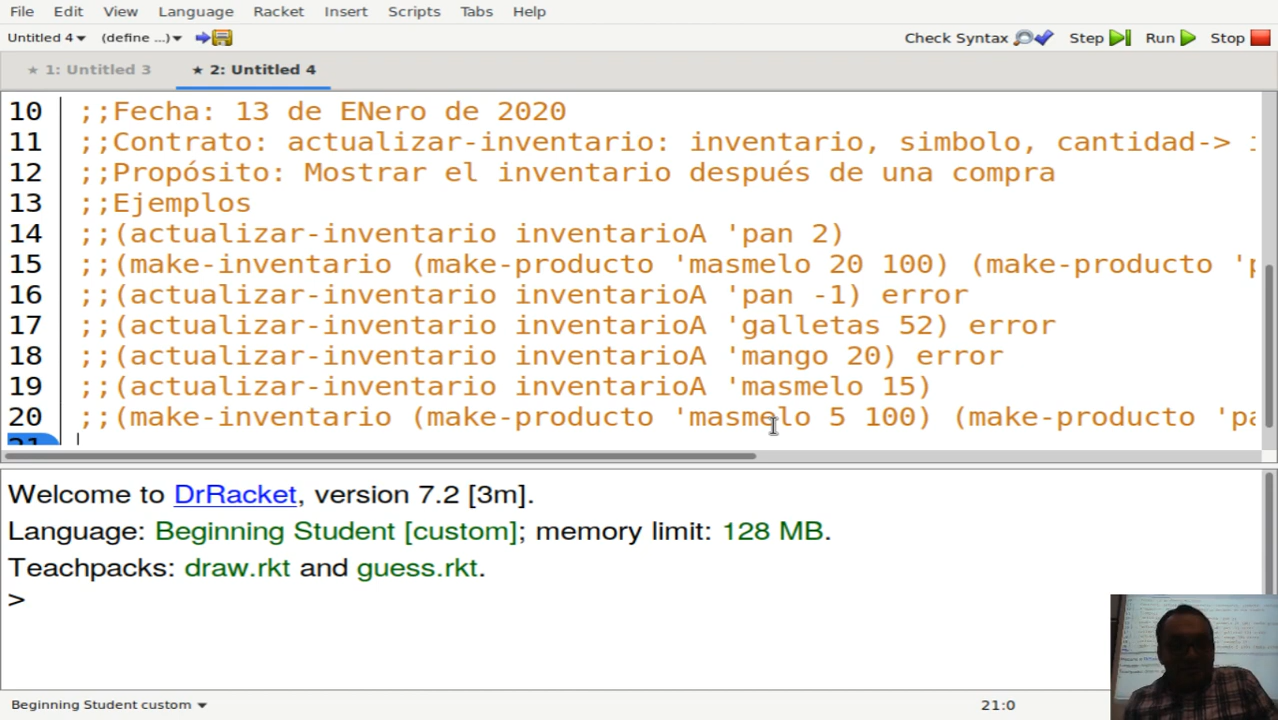 File Edit View Language Racket Insert Scripts Tabs Help
Untitled 4 (define ...) Check Syntax Step Run Stop
★ 1: Untitled 3 ★ 2: Untitled 4
10 ;;Fecha: 13 de ENero de 2020
11 ;;Contrato: actualizar-inventario: inventario, simbolo, cantidad->
12 ;;Propósito: Mostrar el inventario después de una compra
13 ;;Ejemplos
14 ;;(actualizar-inventario inventarioA 'pan 2)
15 ;;(make-inventario (make-producto 'masmelo 20 100) (make-producto 'p
16 ;;(actualizar-inventario inventarioA 'pan -1) error
17 ;;(actualizar-inventario inventarioA 'galletas 52) error
18 ;;(actualizar-inventario inventarioA 'mango 20) error
19 ;;(actualizar-inventario inventarioA 'masmelo 15)
20 ;;(make-inventario (make-producto 'masmelo 5 100) (make-producto 'pa
21
Welcome to DrRacket, version 7.2 [3m].
Language: Beginning Student [custom]; memory limit: 128 MB.
Teachpacks: draw.rkt and guess.rkt.
>
Beginning Student custom 21:0